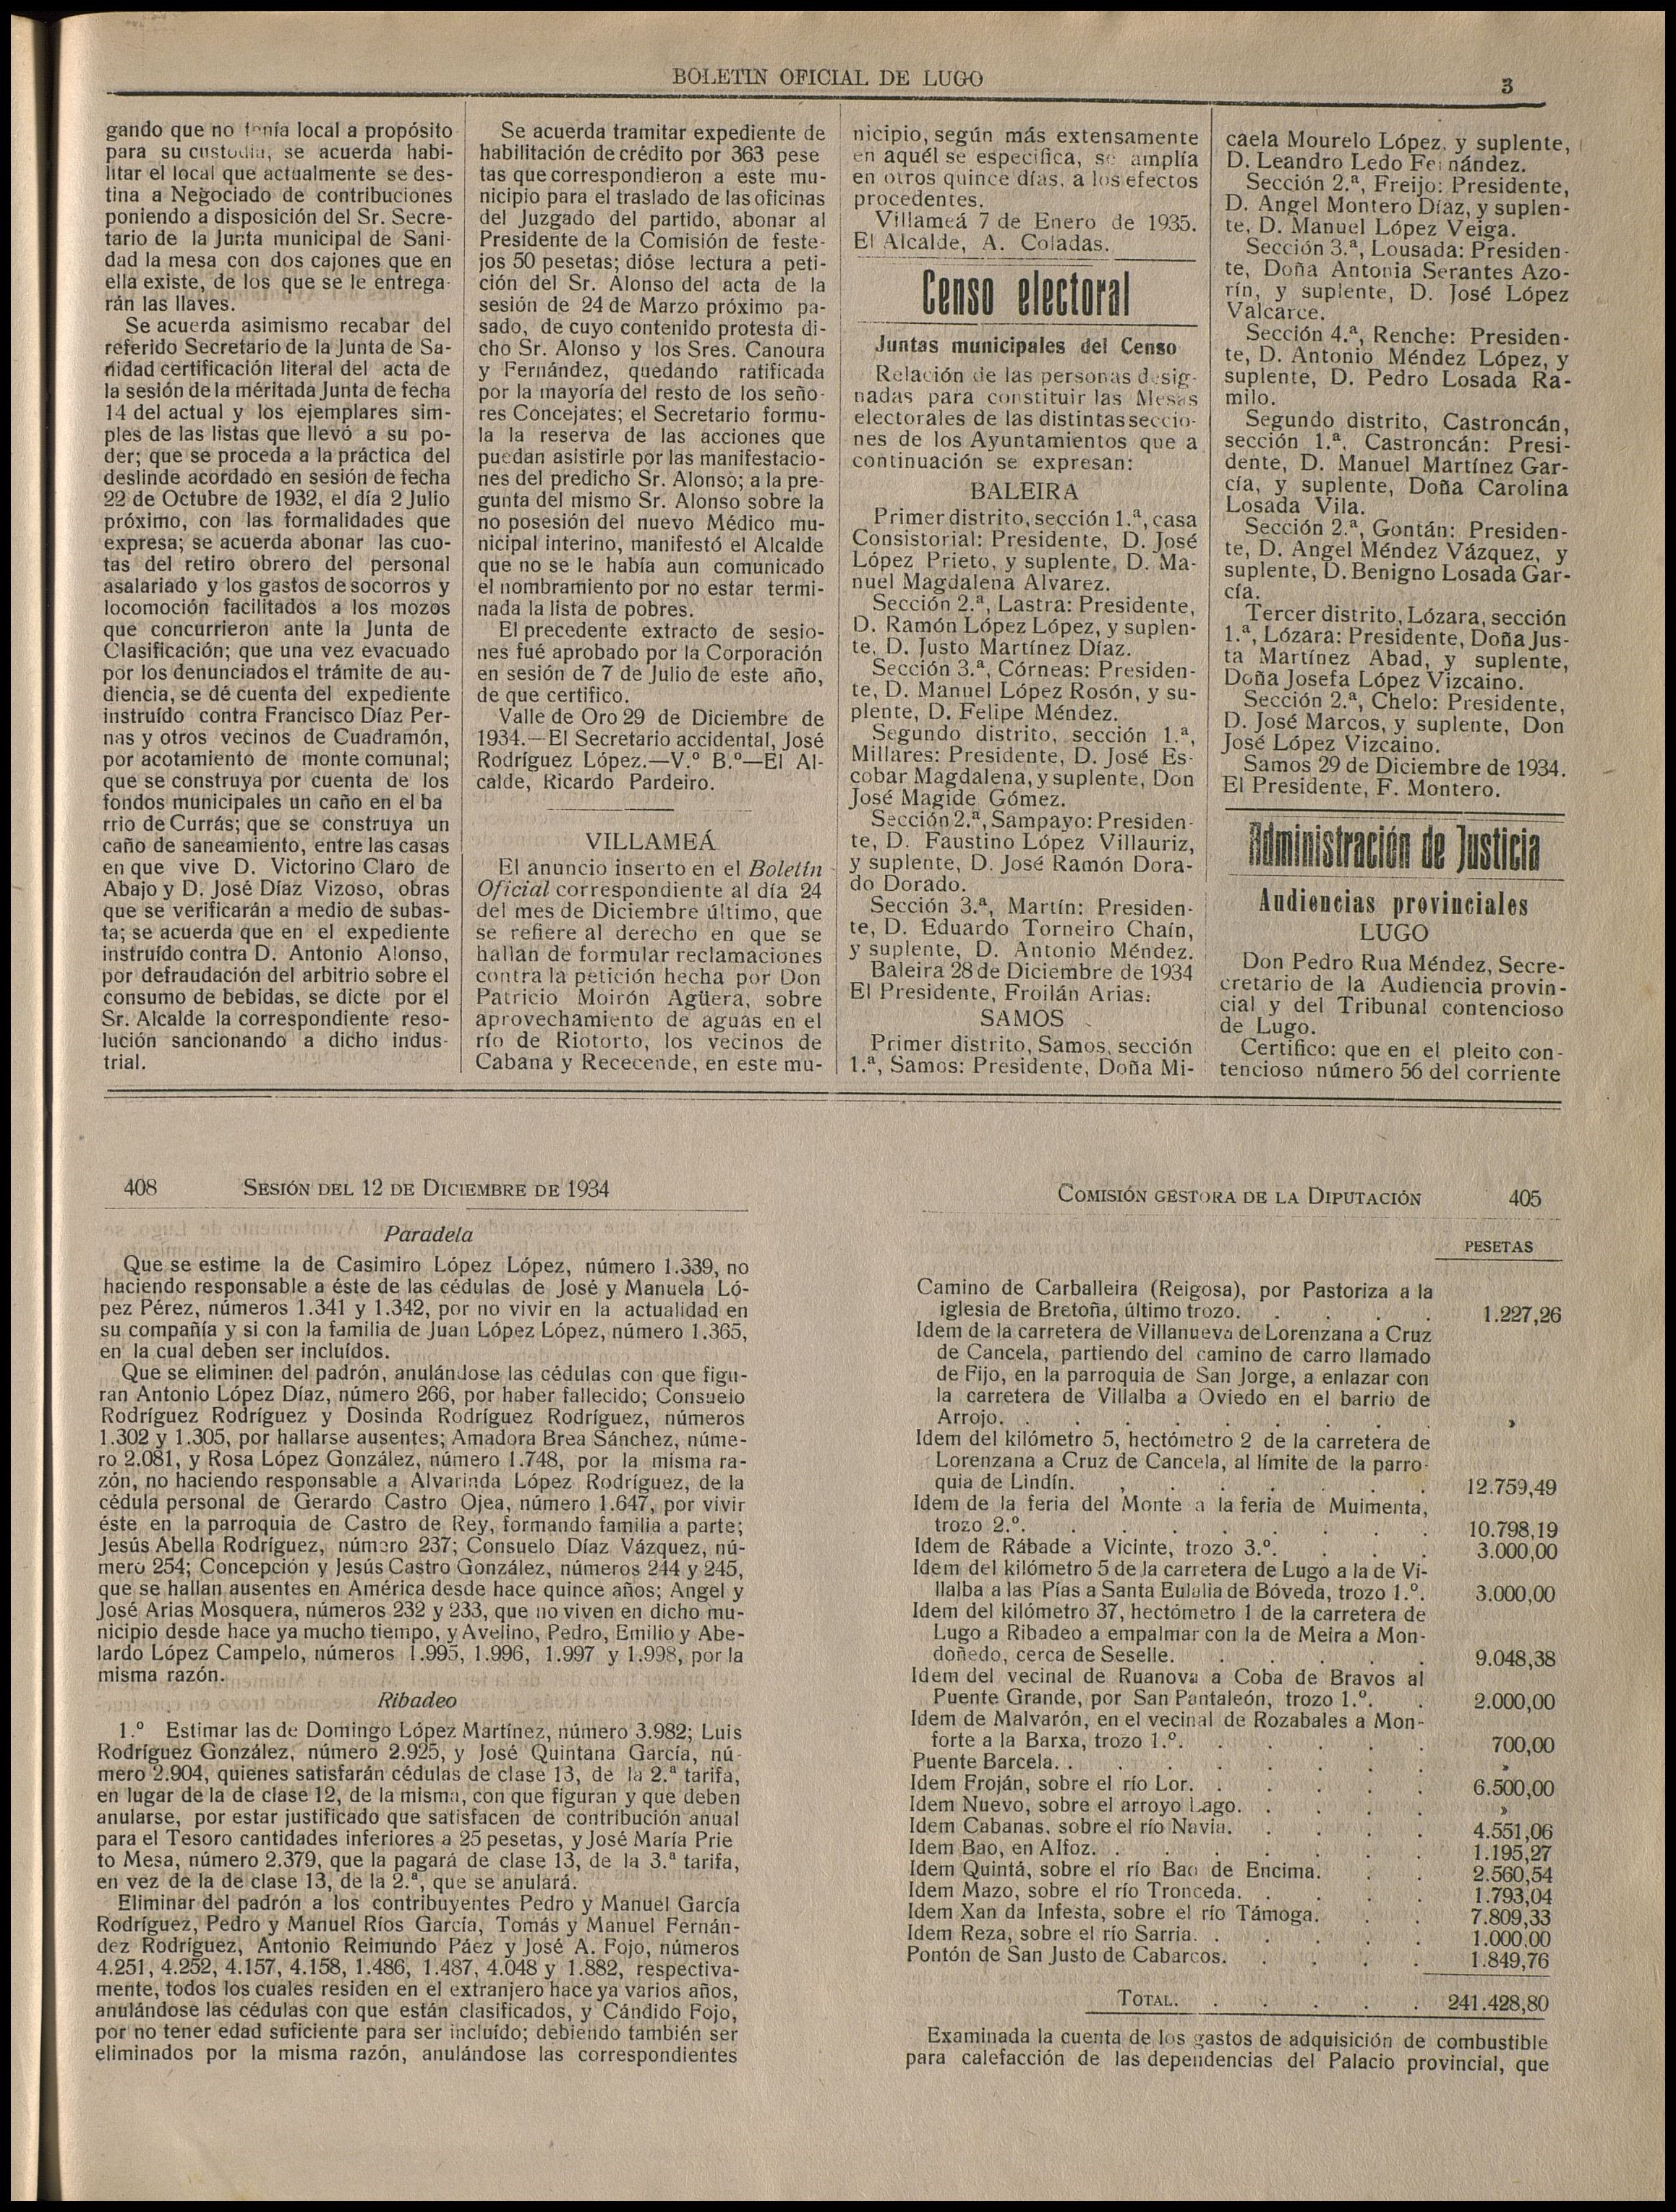 BOLETIN OFICIAL DE LUGO
3
gando que no tenía local a propósito
para su custodia, se acuerda habi-
litar el local que actualmente se des-
tina a Negociado de contribuciones
poniendo a disposición del Sr. Secre-
tario de la Junta municipal de Sani-
dad la mesa con dos cajones que en
ella existe, de los que se le entrega-
rán las llaves.
Se acuerda asimismo recabar del
referido Secretario de la Junta de Sa-
nidad certificación literal del acta de
la sesión de la méritada Junta de fecha
14 del actual y los ejemplares sim-
ples de las listas que llevó a su po-
der; que se proceda a la práctica del
deslinde acordado en sesión de fecha
22 de Octubre de 1932, el día 2 Julio
próximo, con las formalidades que
expresa; se acuerda abonar las cuo-
tas del retiro obrero del personal
asalariado y los gastos de socorros y
locomoción facilitados a los mozos
que concurrieron ante la Junta de
Clasificación; que una vez evacuado
por los denunciados el trámite de au-
diencia, se dé cuenta del expediente
instruído contra Francisco Díaz Per-
nas y otros vecinos de Cuadramón,
por acotamiento de monte comunal;
que se construya por cuenta de los
fondos municipales un caño en el ba
rrio de Currás; que se construya un
caño de saneamiento, entre las casas
en que vive D. Victorino Claro de
Abajo y D. José Díaz Vizoso, obras
que se verificarán a medio de subas-
ta; se acuerda que en el expediente
instruído contra D. Antonio Alonso,
por defraudación del arbitrio sobre el
consumo de bebidas, se dicte por el
Sr. Alcalde la correspondiente reso-
lución sancionando a dicho indus-
trial.
Se acuerda tramitar expediente de
habilitación de crédito por 363 pese
tas que correspondieron a este mu-
nicipio para el traslado de las oficinas
del Juzgado del partido, abonar al
Presidente de la Comisión de feste-
jos 50 pesetas; dióse lectura a peti-
ción del Sr. Alonso del acta de la
sesión de 24 de Marzo próximo pa-
sado, de cuyo contenido protesta di-
cho Sr. Alonso y los Sres. Canoura
y Fernández, quedando ratificada
por la mayoría del resto de los seño-
res Concejates; el Secretario formu-
la la reserva de las acciones que
puedan asistirle por las manifestacio-
nes del predicho Sr. Alonso; a la pre-
gunta del mismo Sr. Alonso sobre la
no posesión del nuevo Médico mu-
nicipal interino, manifestó el Alcalde
que no se le había aun comunicado
el nombramiento por no estar termi-
nada la lista de pobres.
El precedente extracto de sesio-
nes fué aprobado por la Corporación
en sesión de 7 de Julio de este año,
de que certifico.
Valle de Oro 29 de Diciembre de
1934.—El Secretario accidental, José
Rodríguez López.—V.º B.º—El Al-
calde, Ricardo Pardeiro.
VILLAMEÁ
El anuncio inserto en el Boletín
Oficial correspondiente al día 24
del mes de Diciembre último, que
se refiere al derecho en que se
hallan de formular reclamaciones
contra la petición hecha por Don
Patricio Moirón Agüera, sobre
aprovechamiento de aguas en el
río de Riotorto, los vecinos de
Cabana y Rececende, en este mu-
nicipio, según más extensamente
en aquél se especifica, se amplía
en otros quince días, a los efectos
procedentes.
Villameá 7 de Enero de 1935.
El Alcalde, A. Coladas.
Censo electoral
Juntas municipales del Censo
Relación de las personas desig-
nadas para constituir las Mesas
electorales de las distintas seccio-
nes de los Ayuntamientos que a
continuación se expresan:
BALEIRA
Primer distrito, sección 1.ª, casa
Consistorial: Presidente, D. José
López Prieto, y suplente, D. Ma-
nuel Magdalena Alvarez.
Sección 2.ª, Lastra: Presidente,
D. Ramón López López, y suplen-
te, D. Justo Martínez Díaz.
Sección 3.ª, Córneas: Presiden-
te, D. Manuel López Rosón, y su-
plente, D. Felipe Méndez.
Segundo distrito, sección 1.ª,
Millares: Presidente, D. José Es-
cobar Magdalena, y suplente, Don
José Magide Gómez.
Sección 2.ª, Sampayo: Presiden-
te, D. Faustino López Villauriz,
y suplente, D. José Ramón Dora-
do Dorado.
Sección 3.ª, Martín: Presiden-
te, D. Eduardo Torneiro Chaín,
y suplente, D. Antonio Méndez.
Baleira 28 de Diciembre de 1934
El Presidente, Froilán Arias.
SAMOS
Primer distrito, Samos, sección
1.ª, Samos: Presidente, Doña Mi-
caela Mourelo López, y suplente,
D. Leandro Ledo Fernández.
Sección 2.ª, Freijo: Presidente,
D. Angel Montero Díaz, y suplen-
te, D. Manuel López Veiga.
Sección 3.ª, Lousada: Presiden-
te, Doña Antonia Serantes Azo-
rín, y suplente, D. José López
Valcarce.
Sección 4.ª, Renche: Presiden-
te, D. Antonio Méndez López, y
suplente, D. Pedro Losada Ra-
milo.
Segundo distrito, Castroncán,
sección 1.ª, Castroncán: Presi-
dente, D. Manuel Martínez Gar-
cía, y suplente, Doña Carolina
Losada Vila.
Sección 2.ª, Gontán: Presiden-
te, D. Angel Méndez Vázquez, y
suplente, D. Benigno Losada Gar-
cía.
Tercer distrito, Lózara, sección
1.ª, Lózara: Presidente, Doña Jus-
ta Martínez Abad, y suplente,
Doña Josefa López Vizcaino.
Sección 2.ª, Chelo: Presidente,
D. José Marcos, y suplente, Don
José López Vizcaino.
Samos 29 de Diciembre de 1934.
El Presidente, F. Montero.
Administración de Justicia
Audiencias provinciales
LUGO
Don Pedro Rua Méndez, Secre-
cretario de la Audiencia provin-
cial y del Tribunal contencioso
de Lugo.
Certifico: que en el pleito con-
tencioso número 56 del corriente
408 SESIÓN DEL 12 DE DICIEMBRE DE 1934
Paradela
Que se estime la de Casimiro López López, número 1.339, no
haciendo responsable a éste de las cédulas de José y Manuela Ló-
pez Pérez, números 1.341 y 1.342, por no vivir en la actualidad en
su compañía y si con la familia de Juan López López, número 1.365,
en la cual deben ser incluídos.
Que se eliminen del padrón, anulándose las cédulas con que figu-
ran Antonio López Díaz, número 266, por haber fallecido; Consuelo
Rodríguez Rodríguez y Dosinda Rodríguez Rodríguez, números
1.302 y 1.305, por hallarse ausentes; Amadora Brea Sánchez, núme-
ro 2.081, y Rosa López González, número 1.748, por la misma ra-
zón, no haciendo responsable a Alvarinda López Rodríguez, de la
cédula personal de Gerardo Castro Ojea, número 1.647, por vivir
éste en la parroquia de Castro de Rey, formando familia a parte;
Jesús Abella Rodríguez, número 237; Consuelo Díaz Vázquez, nú-
mero 254; Concepción y Jesús Castro González, números 244 y 245,
que se hallan ausentes en América desde hace quince años; Angel y
José Arias Mosquera, números 232 y 233, que no viven en dicho mu-
nicipio desde hace ya mucho tiempo, y Avelino, Pedro, Emilio y Abe-
lardo López Campelo, números 1.995, 1.996, 1.997 y 1.998, por la
misma razón.
Ribadeo
1.º Estimar las de Domingo López Martínez, número 3.982; Luis
Rodríguez González, número 2.925, y José Quintana García, nú-
mero 2.904, quienes satisfarán cédulas de clase 13, de la 2.ª tarifa,
en lugar de la de clase 12, de la misma, con que figuran y que deben
anularse, por estar justificado que satisfacen de contribución anual
para el Tesoro cantidades inferiores a 25 pesetas, y José María Prie
to Mesa, número 2.379, que la pagará de clase 13, de la 3.ª tarifa,
en vez de la de clase 13, de la 2.ª, que se anulará.
Eliminar del padrón a los contribuyentes Pedro y Manuel García
Rodríguez, Pedro y Manuel Ríos García, Tomás y Manuel Fernán-
dez Rodríguez, Antonio Reimundo Páez y José A. Fojo, números
4.251, 4.252, 4.157, 4.158, 1.486, 1.487, 4.048 y 1.882, respectiva-
mente, todos los cuales residen en el extranjero hace ya varios años,
anulándose las cédulas con que están clasificados, y Cándido Fojo,
por no tener edad suficiente para ser incluído; debiendo también ser
eliminados por la misma razón, anulándose las correspondientes
COMISIÓN GESTORA DE LA DIPUTACIÓN 405
PESETAS
Camino de Carballeira (Reigosa), por Pastoriza a la
iglesia de Bretoña, último trozo. . . . . 1.227,26
Idem de la carretera de Villanueva de Lorenzana a Cruz
de Cancela, partiendo del camino de carro llamado
de Fijo, en la parroquia de San Jorge, a enlazar con
la carretera de Villalba a Oviedo en el barrio de
Arrojo. . . . . . . . . . »
Idem del kilómetro 5, hectómetro 2 de la carretera de
Lorenzana a Cruz de Cancela, al límite de la parro-
quia de Lindín. . . . . . . . 12.759,49
Idem de la feria del Monte a la feria de Muimenta,
trozo 2.º. . . . . . . . . 10.798,19
Idem de Rábade a Vicinte, trozo 3.º. . . . 3.000,00
Idem del kilómetro 5 de la carretera de Lugo a la de Vi-
llalba a las Pías a Santa Eulalia de Bóveda, trozo 1.º. 3.000,00
Idem del kilómetro 37, hectómetro 1 de la carretera de
Lugo a Ribadeo a empalmar con la de Meira a Mon-
doñedo, cerca de Seselle. . . . . . 9.048,38
Idem del vecinal de Ruanova a Coba de Bravos al
Puente Grande, por San Pantaleón, trozo 1.º. . 2.000,00
Idem de Malvarón, en el vecinal de Rozabales a Mon-
forte a la Barxa, trozo 1.º. . . . . . 700,00
Puente Barcela. . . . . . . . . »
Idem Froján, sobre el río Lor. . . . . . 6.500,00
Idem Nuevo, sobre el arroyo Lago. . . . . »
Idem Cabanas, sobre el río Navia. . . . . 4.551,06
Idem Bao, en Alfoz. . . . . . . . 1.195,27
Idem Quintá, sobre el río Bao de Encima. . . 2.560,54
Idem Mazo, sobre el río Tronceda. . . . . 1.793,04
Idem Xan da Infesta, sobre el río Támoga. . . 7.809,33
Idem Reza, sobre el río Sarria. . . . . . 1.000,00
Pontón de San Justo de Cabarcos. . . . . 1.849,76
TOTAL. . . . . . 241.428,80
Examinada la cuenta de los gastos de adquisición de combustible
para calefacción de las dependencias del Palacio provincial, que